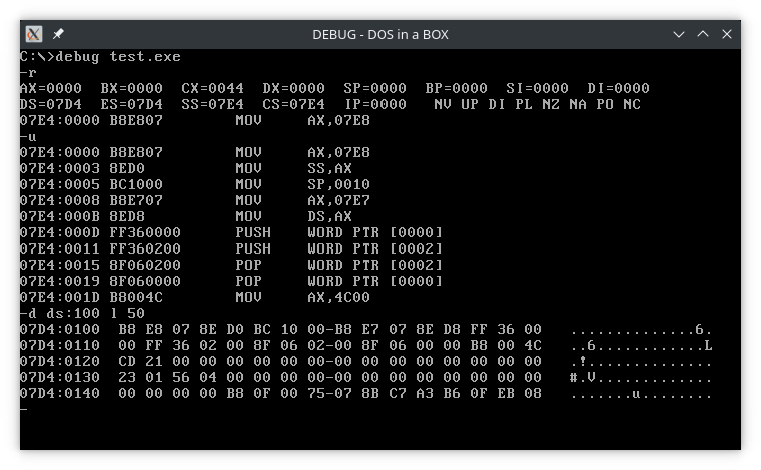 DEBUG - DOS in a BOX
C:\>debug test.exe
-r
AX=0000  BX=0000  CX=0044  DX=0000  SP=0000  BP=0000  SI=0000  DI=0000
DS=07D4  ES=07D4  SS=07E4  CS=07E4  IP=0000   NV UP DI PL NZ NA PO NC
07E4:0000 B8E807        MOV     AX,07E8
-u
07E4:0000 B8E807        MOV     AX,07E8
07E4:0003 8ED0          MOV     SS,AX
07E4:0005 BC1000        MOV     SP,0010
07E4:0008 B8E707        MOV     AX,07E7
07E4:000B 8ED8          MOV     DS,AX
07E4:000D FF360000      PUSH    WORD PTR [0000]
07E4:0011 FF360200      PUSH    WORD PTR [0002]
07E4:0015 8F060200      POP     WORD PTR [0002]
07E4:0019 8F060000      POP     WORD PTR [0000]
07E4:001D B8004C        MOV     AX,4C00
-d ds:100 l 50
07D4:0100  B8 E8 07 8E D0 BC 10 00-B8 E7 07 8E D8 FF 36 00   ..............6.
07D4:0110  00 FF 36 02 00 8F 06 02-00 8F 06 00 00 B8 00 4C   ..6............L
07D4:0120  CD 21 00 00 00 00 00 00-00 00 00 00 00 00 00 00   .!..............
07D4:0130  23 01 56 04 00 00 00 00-00 00 00 00 00 00 00 00   #.V.............
07D4:0140  00 00 00 00 B8 0F 00 75-07 8B C7 A3 B6 0F EB 08   .......u........
-